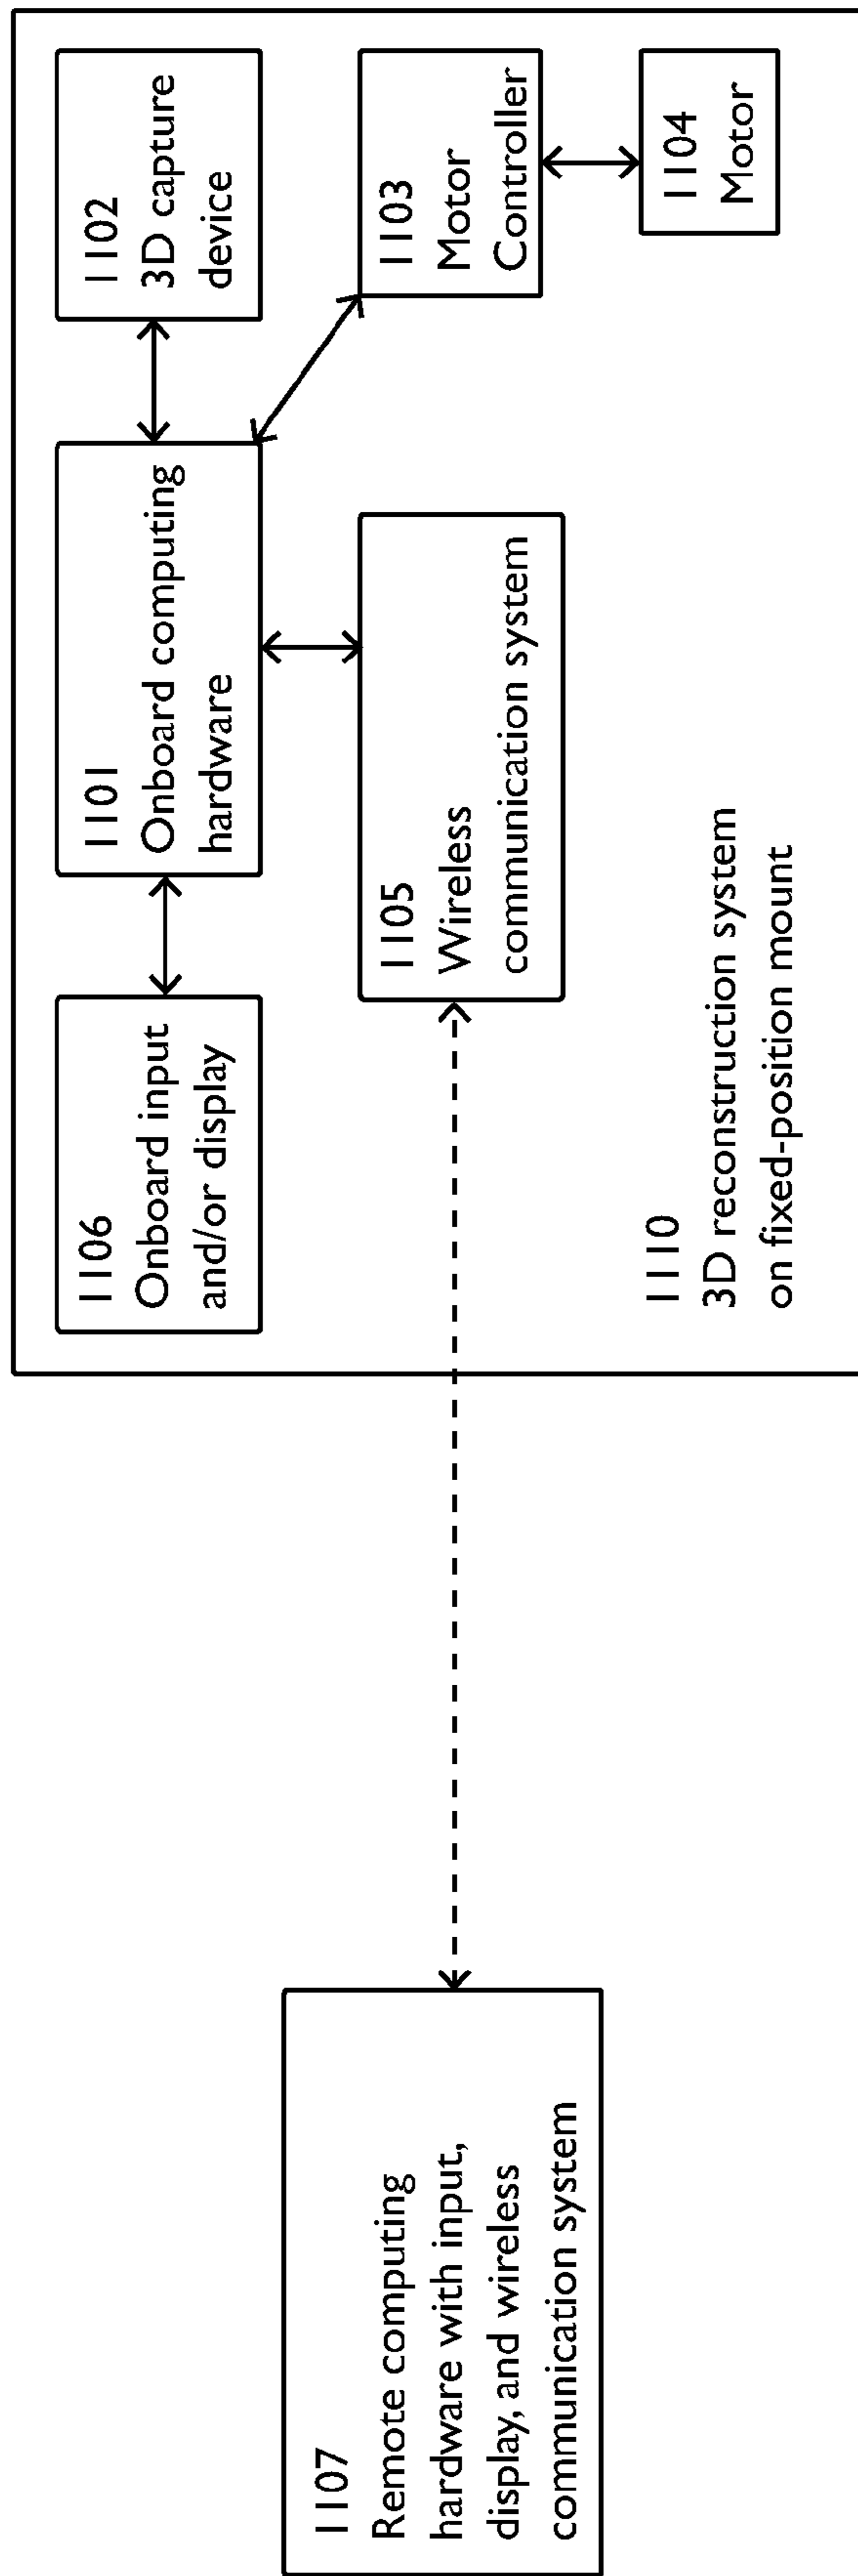 1107
Remote computing
hardware with input,
display, and wireless
communication system
1106
Onboard input
and/or display
1101
Onboard computing
hardware
1102
3D capture
device
1105
Wireless
communication system
1103
Motor
Controller
1104
Motor
1110
3D reconstruction system
on fixed-position mount